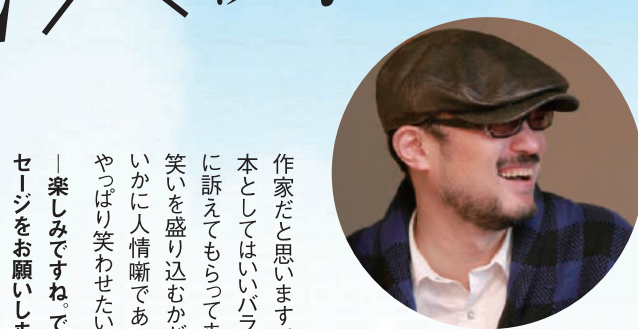 作家だと思います。
本としてはいいバラ
に訴えてもらってま
笑いを盛り込むかが
いかに人情噺であ
やっぱり笑わせたい
―楽しみですね。で
セージをお願いしま